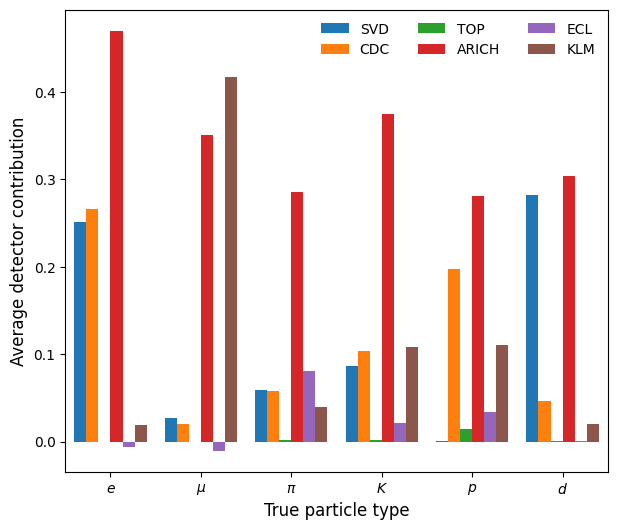 SVD TOP ECL
CDC ARICH KLM
Average detector contribution
0.4
0.3
0.2
0.1
0.0
e μ π K p d
True particle type